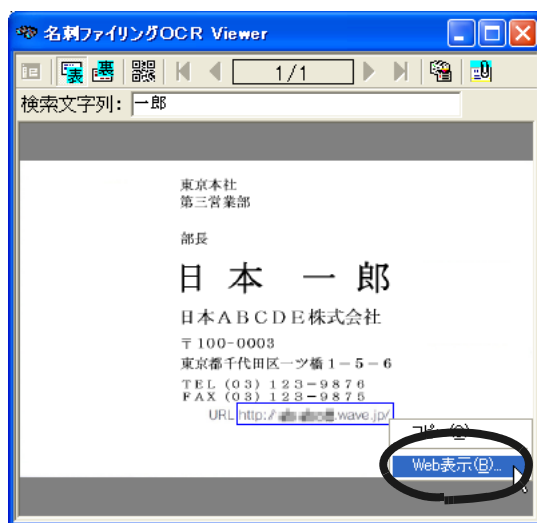 名刺ファイリングOCR Viewer
1/1
検索文字列: 一郎
東京本社
第三営業部
部長
日本 一郎
日本ABCDE株式会社
〒100-0003
東京都千代田区一ツ橋1-5-6
TEL (03) 123-9876
FAX (03) 123-9875
URL http:/ .wave.jp/
Web表示(B)...